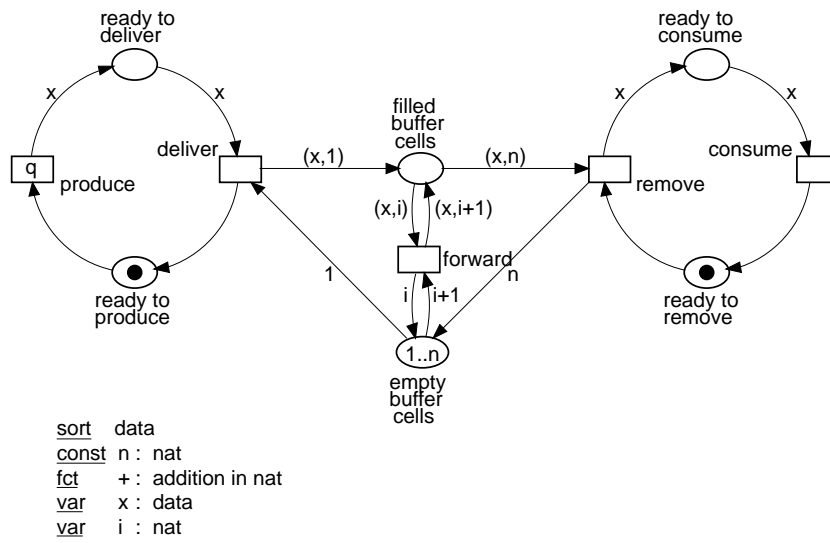 ready to
deliver
ready to
consume
x
x
x
x
filled
buffer
cells
deliver
(x,1)
(x,n)
consume
q
produce
remove
(x,i)
(x,i+1)
forward
1
i
i+1
n
ready to
produce
1..n
ready to
remove
empty
buffer
cells
sort data
const n : nat
fct + : addition in nat
var x : data
var i : nat